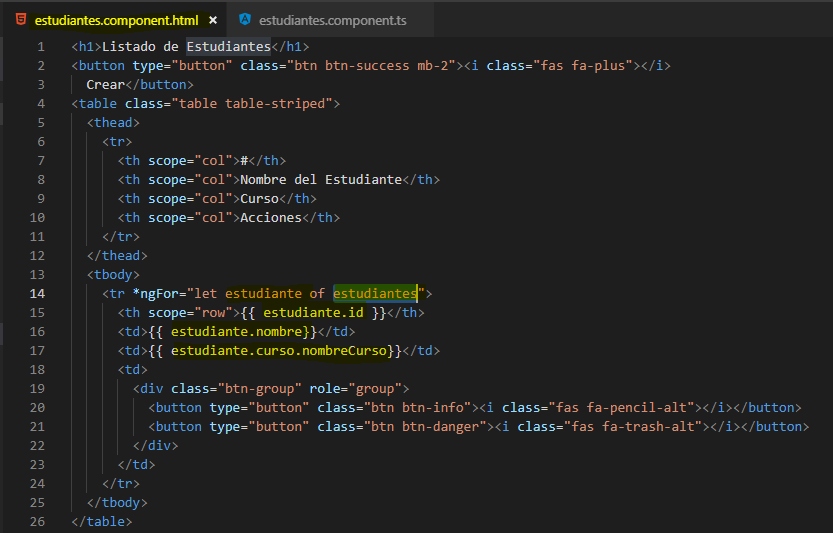 estudiantes.component.html × estudiantes.component.ts
1 <h1>Listado de Estudiantes</h1>
2 <button type="button" class="btn btn-success mb-2"><i class="fas fa-plus"></i>
3 Crear</button>
4 <table class="table table-striped">
5 <thead>
6 <tr>
7 <th scope="col">#</th>
8 <th scope="col">Nombre del Estudiante</th>
9 <th scope="col">Curso</th>
10 <th scope="col">Acciones</th>
11 </tr>
12 </thead>
13 <tbody>
14 <tr *ngFor="let estudiante of estudiantes">
15 <th scope="row">{{ estudiante.id }}</th>
16 <td>{{ estudiante.nombre}}</td>
17 <td>{{ estudiante.curso.nombreCurso}}</td>
18 <td>
19 <div class="btn-group" role="group">
20 <button type="button" class="btn btn-info"><i class="fas fa-pencil-alt"></i></button>
21 <button type="button" class="btn btn-danger"><i class="fas fa-trash-alt"></i></button>
22 </div>
23 </td>
24 </tr>
25 </tbody>
26 </table>